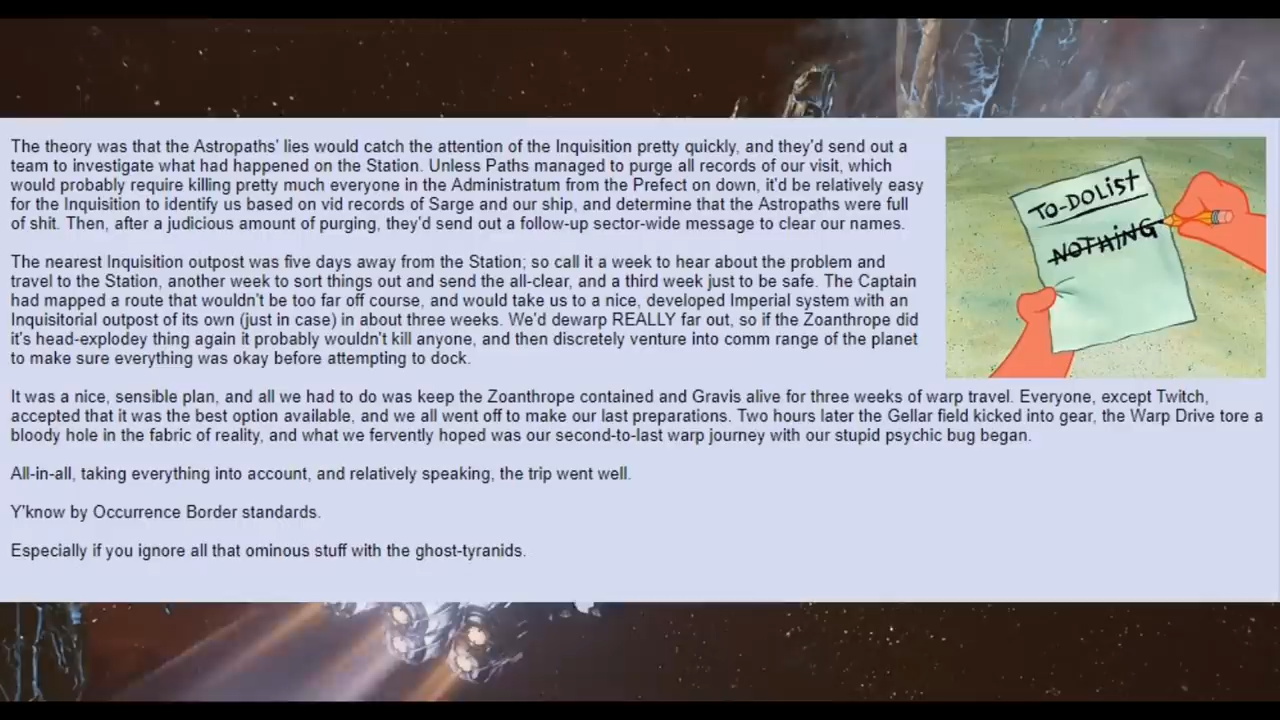 The theory was that the Astropaths' lies would catch the attention of the Inquisition pretty quickly, and they'd send out a
team to investigate what had happened on the Station. Unless Paths managed to purge all records of our visit, which
would probably require killing pretty much everyone in the Administratum from the Prefect on down, it'd be relatively easy
for the Inquisition to identify us based on vid records of Sarge and our ship, and determine that the Astropaths were full
of shit. Then, after a judicious amount of purging, they'd send out a follow-up sector-wide message to clear our names.
The nearest Inquisition outpost was five days away from the Station; so call it a week to hear about the problem and
travel to the Station, another week to sort things out and send the all-clear, and a third week just to be safe. The Captain
had mapped a route that wouldn't be too far off course, and would take us to a nice, developed Imperial system with an
Inquisitorial outpost of its own (just in case) in about three weeks. We'd dewarp REALLY far out, so if the Zoanthrope did
it's head-explodey thing again it probably wouldn't kill anyone, and then discretely venture into comm range of the planet
to make sure everything was okay before attempting to dock.
TO-DO LIST
NOTHING
It was a nice, sensible plan, and all we had to do was keep the Zoanthrope contained and Gravis alive for three weeks of warp travel. Everyone, except Twitch,
accepted that it was the best option available, and we all went off to make our last preparations. Two hours later the Gellar field kicked into gear, the Warp Drive tore a
bloody hole in the fabric of reality, and what we fervently hoped was our second-to-last warp journey with our stupid psychic bug began.
All-in-all, taking everything into account, and relatively speaking, the trip went well.
Y'know by Occurrence Border standards.
Especially if you ignore all that ominous stuff with the ghost-tyranids.